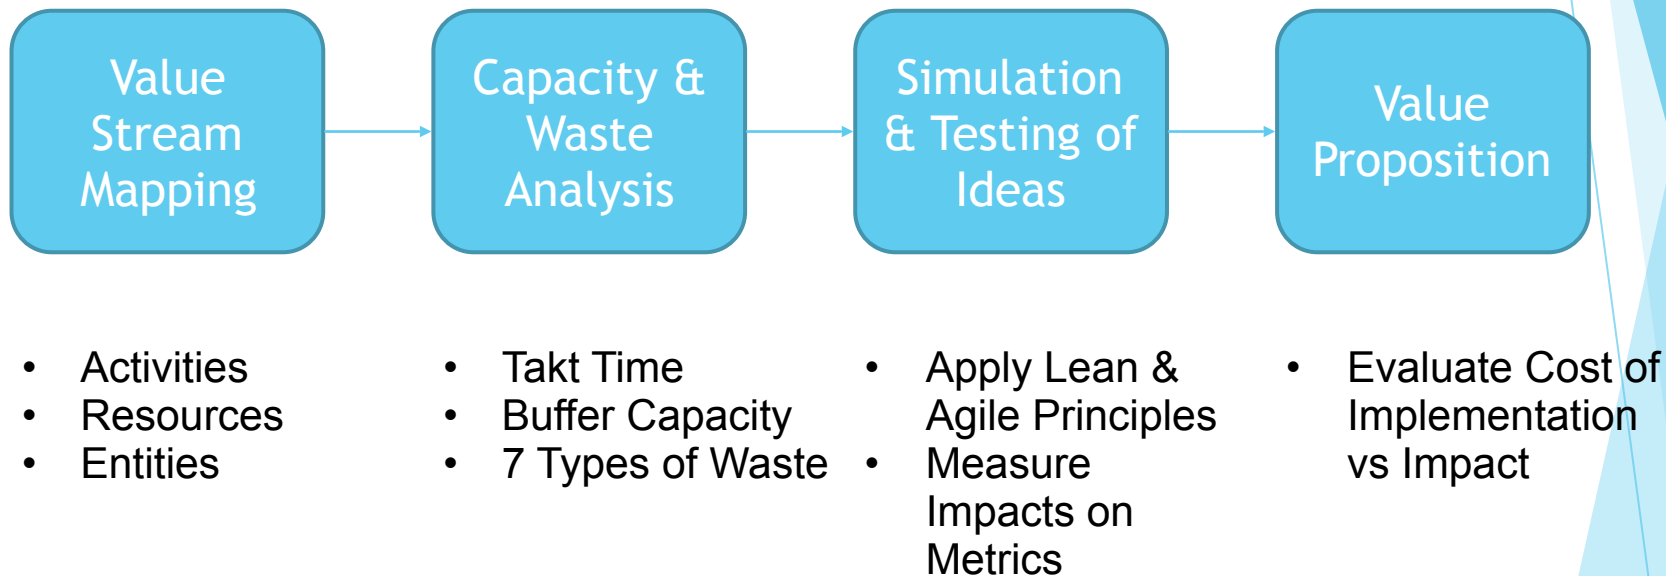 Value
Stream
Mapping
Capacity &
Waste
Analysis
Simulation
& Testing of
Ideas
Value
Proposition
• Activities
• Resources
• Entities
• Takt Time
• Buffer Capacity
• 7 Types of Waste
• Apply Lean &
Agile Principles
• Measure
Impacts on
Metrics
• Evaluate Cost of
Implementation
vs Impact